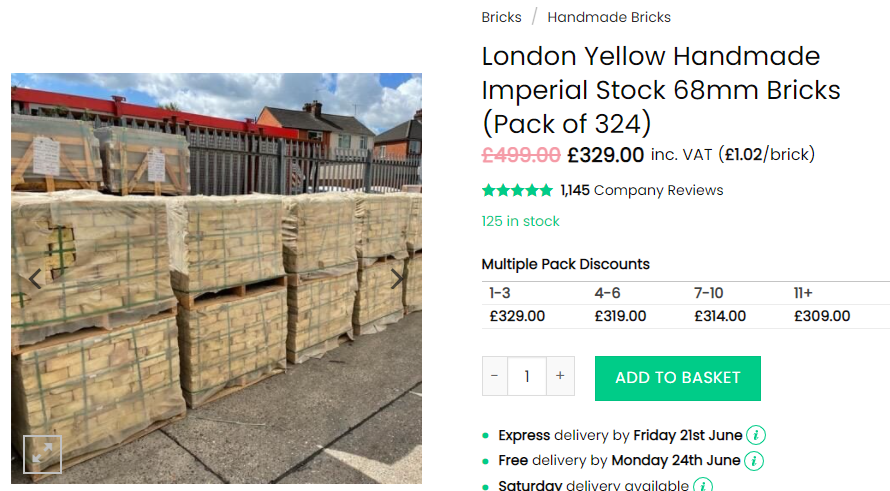 Bricks / Handmade Bricks
London Yellow Handmade
Imperial Stock 68mm Bricks
(Pack of 324)
£499.00 £329.00 inc. VAT (£1.02/brick)
1,145 Company Reviews
125 in stock
Multiple Pack Discounts
1-3 4-6 7-10 11+
£329.00 £319.00 £314.00 £309.00
- 1 + ADD TO BASKET
Express delivery by Friday 21st June i
Free delivery by Monday 24th June i
Saturday delivery available i